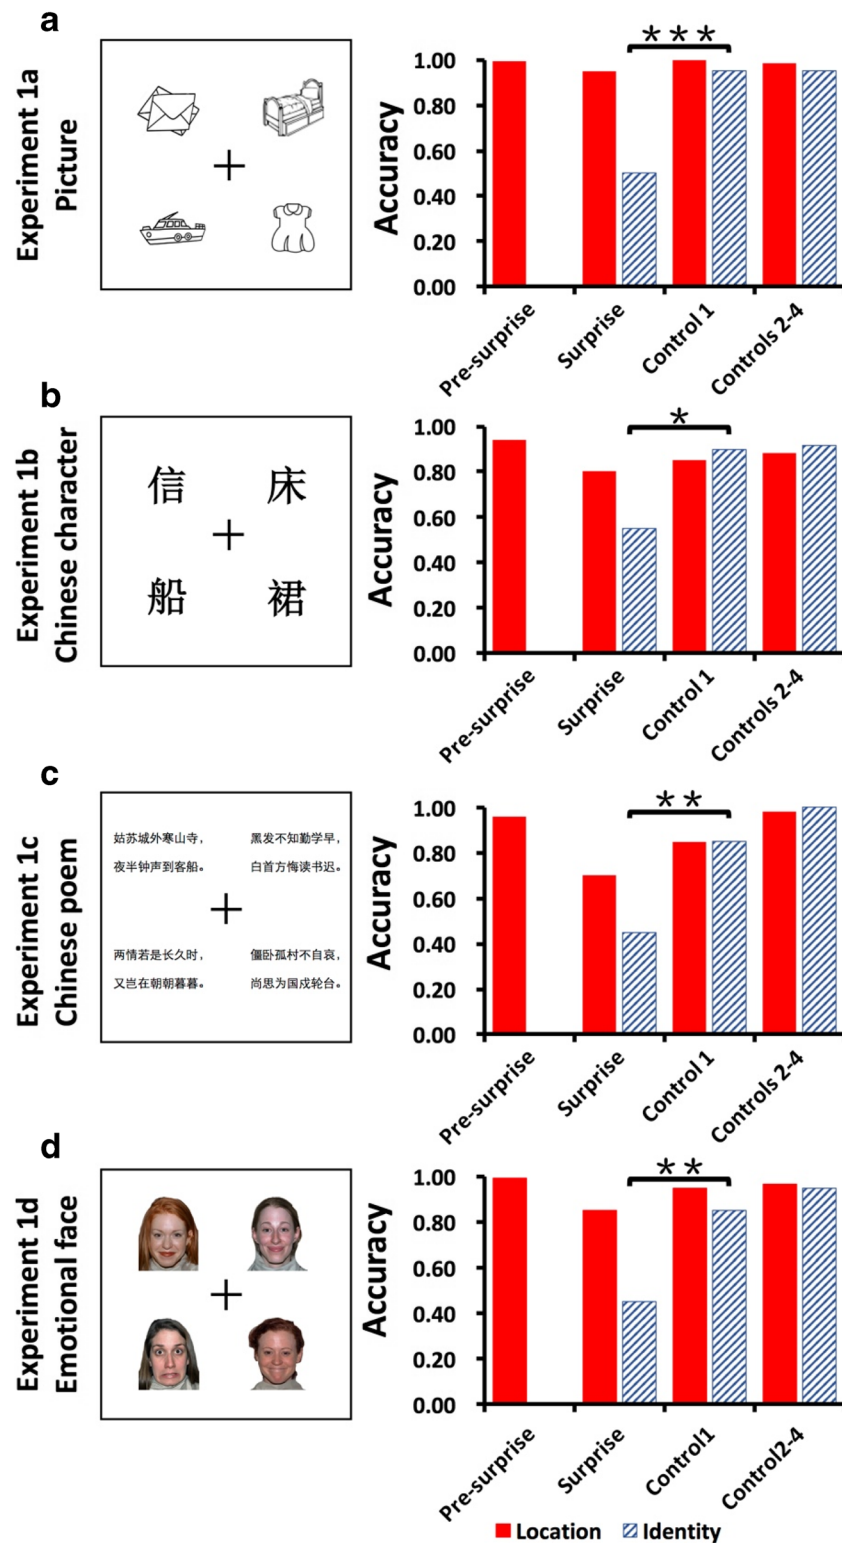 a
Experiment 1a
Picture
Accuracy
* * *
1.00
0.80
0.60
0.40
0.20
0.00
Pre-surprise
Surprise
Control 1
Controls 2-4
b
Experiment 1b
Chinese character
信 床
船 裙
Accuracy
*
1.00
0.80
0.60
0.40
0.20
0.00
Pre-surprise
Surprise
Control 1
Controls 2-4
c
Experiment 1c
Chinese poem
姑苏城外寒山寺，
夜半钟声到客船。
黑发不知勤学早，
白首方悔读书迟。
两情若是长久时，
又岂在朝朝暮暮。
僵卧孤村不自哀，
尚思为国戍轮台。
Accuracy
* *
1.00
0.80
0.60
0.40
0.20
0.00
Pre-surprise
Surprise
Control 1
Controls 2-4
d
Experiment 1d
Emotional face
Accuracy
* *
1.00
0.80
0.60
0.40
0.20
0.00
Pre-surprise
Surprise
Control1
Control2-4
Location
Identity